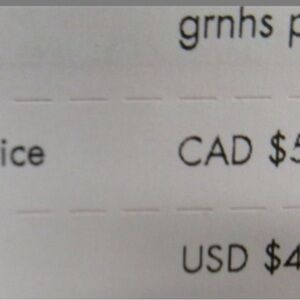 grnhs p
ice CAD $5
USD $4